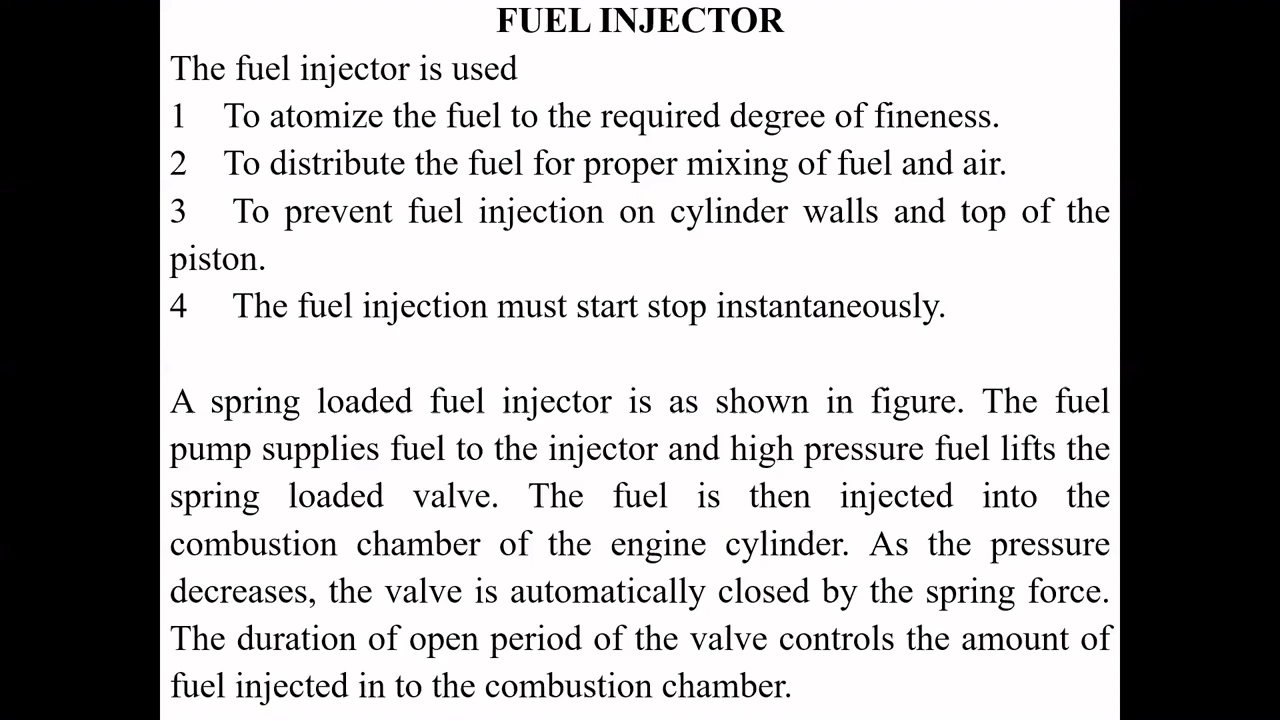 FUEL INJECTOR
The fuel injector is used
1 To atomize the fuel to the required degree of fineness.
2 To distribute the fuel for proper mixing of fuel and air.
3 To prevent fuel injection on cylinder walls and top of the
piston.
4 The fuel injection must start stop instantaneously.
A spring loaded fuel injector is as shown in figure. The fuel
pump supplies fuel to the injector and high pressure fuel lifts the
spring loaded valve. The fuel is then injected into the
combustion chamber of the engine cylinder. As the pressure
decreases, the valve is automatically closed by the spring force.
The duration of open period of the valve controls the amount of
fuel injected in to the combustion chamber.